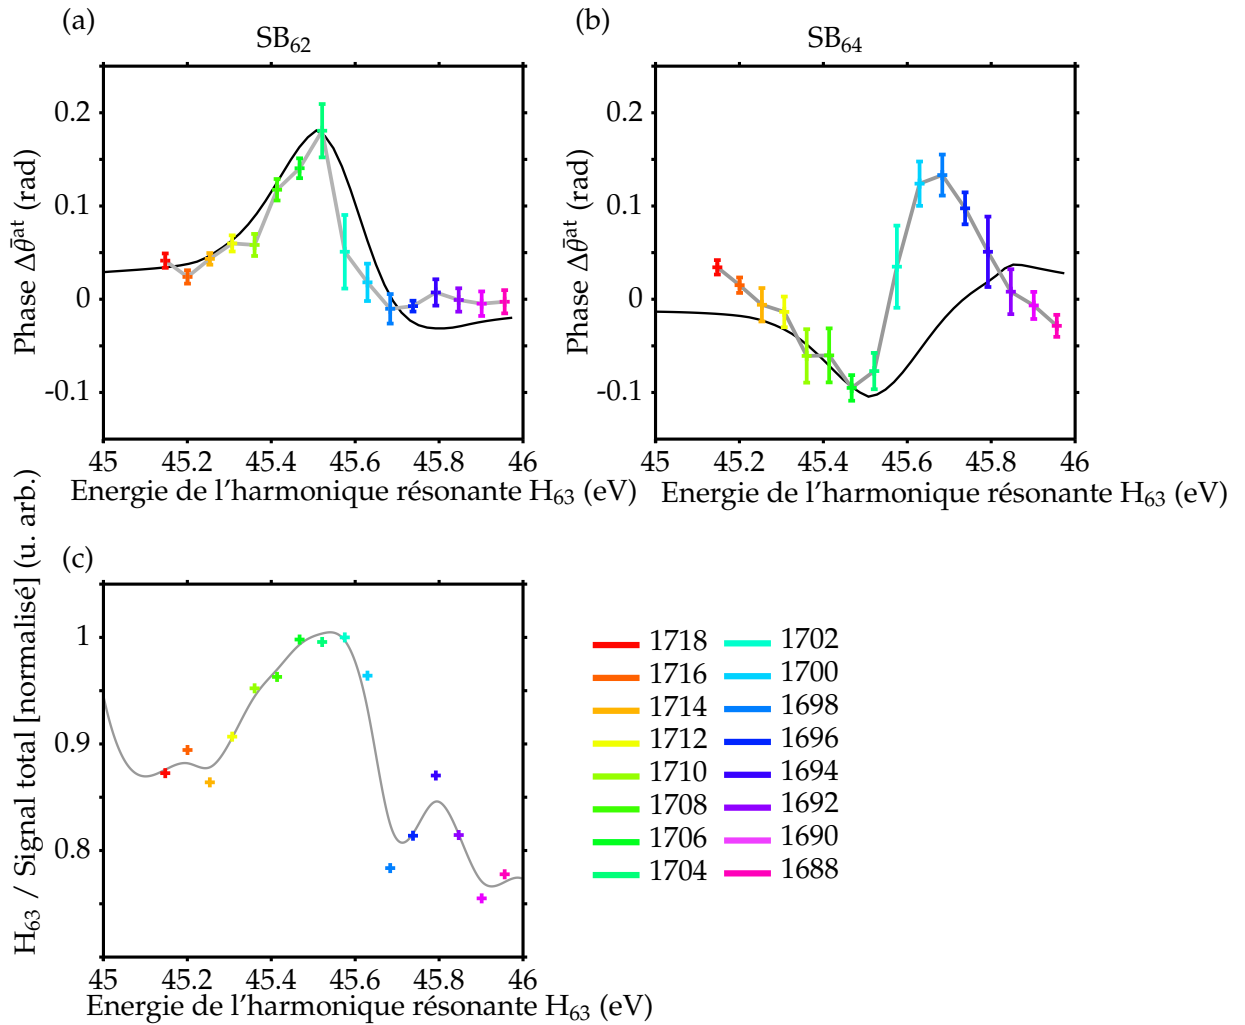 (a)
SB62
Phase Δθ̄at (rad)
0.2
0.1
0
-0.1
45 45.2 45.4 45.6 45.8 46
Energie de l'harmonique résonante H63 (eV)
(b)
SB64
Phase Δθ̄at (rad)
0.2
0.1
0
-0.1
45 45.2 45.4 45.6 45.8 46
Energie de l'harmonique résonante H63 (eV)
(c)
H63 / Signal total [normalisé] (u. arb.)
1
0.9
0.8
45 45.2 45.4 45.6 45.8 46
Energie de l'harmonique résonante H63 (eV)
1718 1702
1716 1700
1714 1698
1712 1696
1710 1694
1708 1692
1706 1690
1704 1688